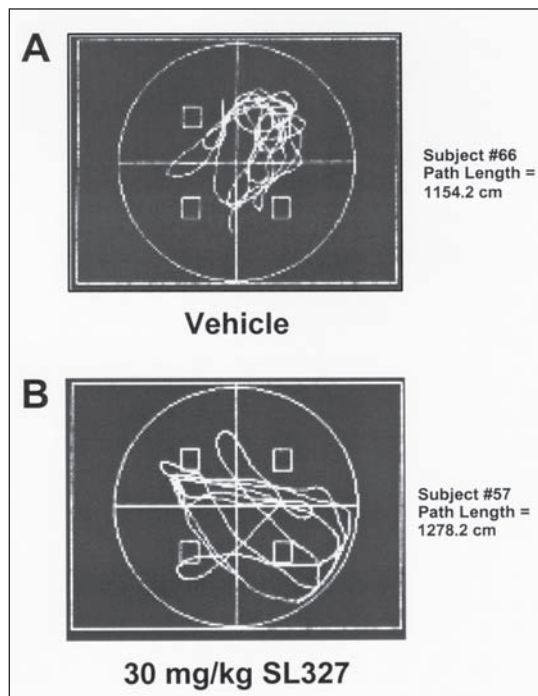 A
Subject #66
Path Length =
1154.2 cm
Vehicle
B
Subject #57
Path Length =
1278.2 cm
30 mg/kg SL327